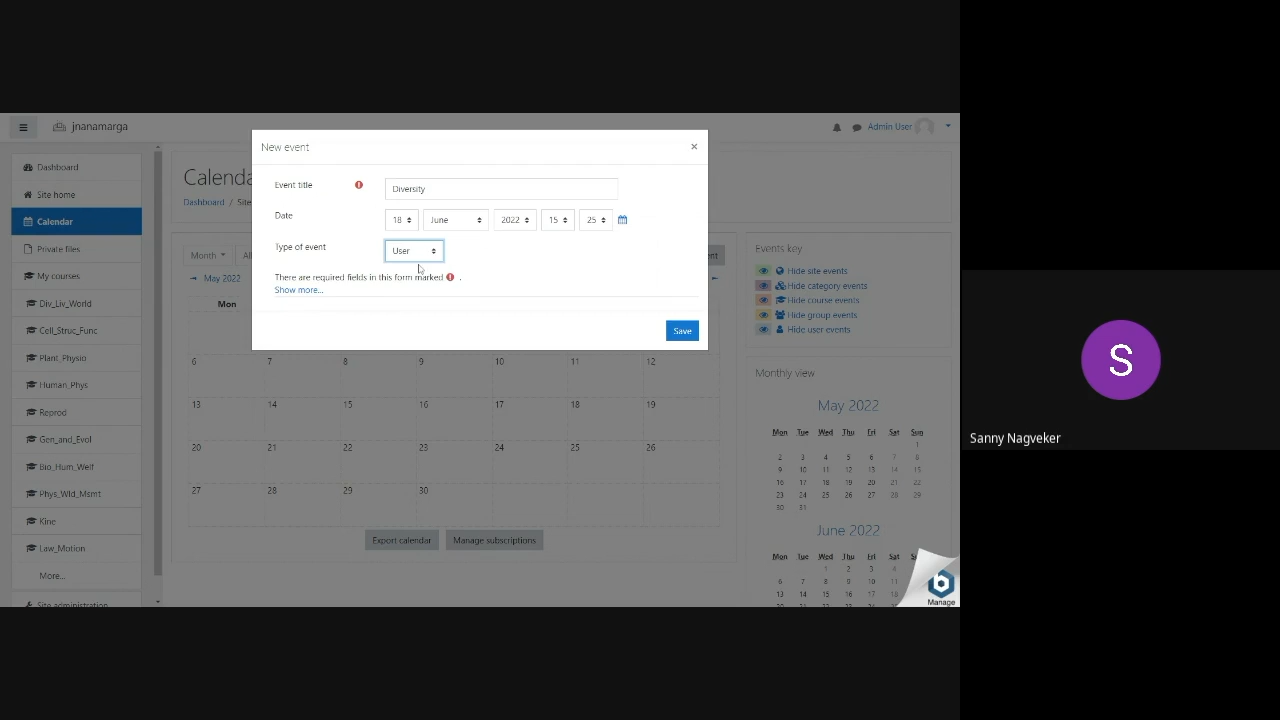 jnanamarga
Admin User
Dashboard
Site home
Calendar
Private files
My courses
Div_Liv_World
Cell_Struc_Func
Plant_Physio
Human_Phys
Reprod
Gen_and_Evol
Bio_Hum_Welf
Phys_Wld_Msmt
Kine
Law_Motion
More...
Site administration
Calenda
Dashboard / Site
Month
May 2022
Mon
6 7 8 9 10 11 12
13 14 15 16 17 18 19
20 21 22 23 24 25 26
27 28 29 30
Export calendar Manage subscriptions
New event ×
Event title Diversity
Date 18 June 2022 15 25
Type of event User
There are required fields in this form marked .
Show more...
Save
Events key
Hide site events
Hide category events
Hide course events
Hide group events
Hide user events
Monthly view
May 2022
Mon Tue Wed Thu Fri Sat Sun
1
2 3 4 5 6 7 8
9 10 11 12 13 14 15
16 17 18 19 20 21 22
23 24 25 26 27 28 29
30 31
June 2022
Mon Tue Wed Thu Fri Sat Sun
1 2 3 4 5
6 7 8 9 10 11
13 14 15 16 17 18
Manage
S
Sanny Nagveker